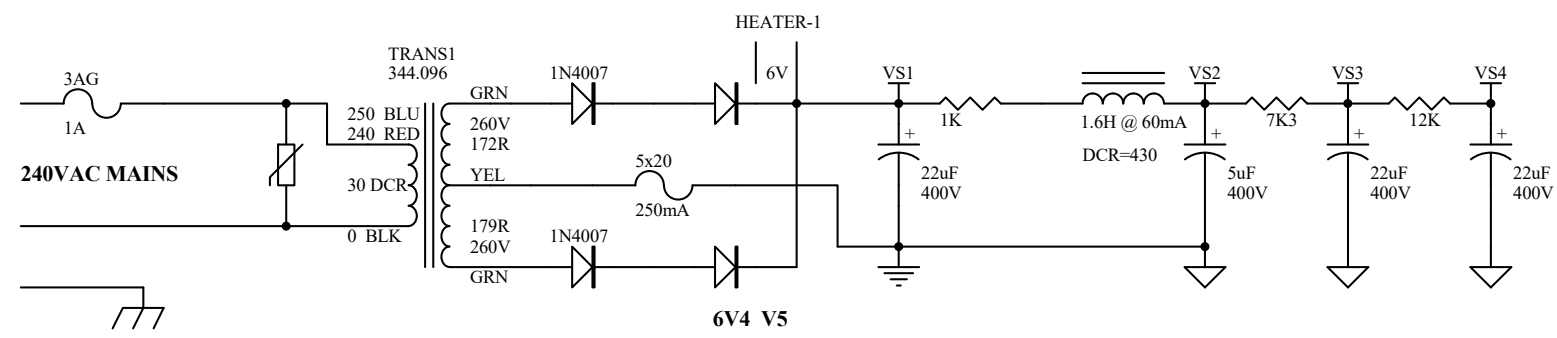 HEATER-1
6V
3AG
1A
240VAC MAINS
TRANS1
344.096
250 BLU
240 RED
30 DCR
0 BLK
GRN
260V
172R
YEL
179R
260V
GRN
1N4007
5x20
250mA
1N4007
6V4 V5
VS1
1K
+
22uF
400V
1.6H @ 60mA
DCR=430
VS2
+
5uF
400V
7K3
VS3
+
22uF
400V
12K
VS4
+
22uF
400V